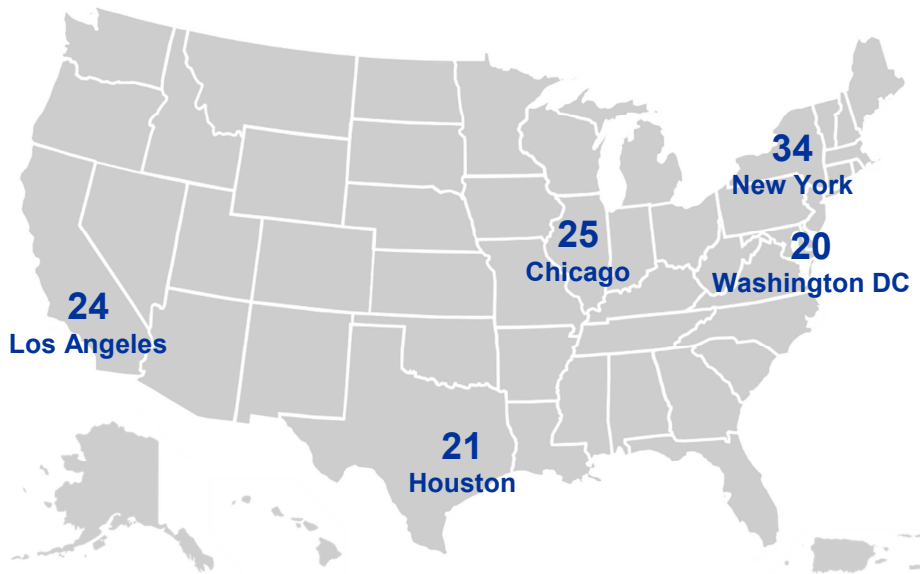 34
New York
25
Chicago
20
Washington DC
24
Los Angeles
21
Houston